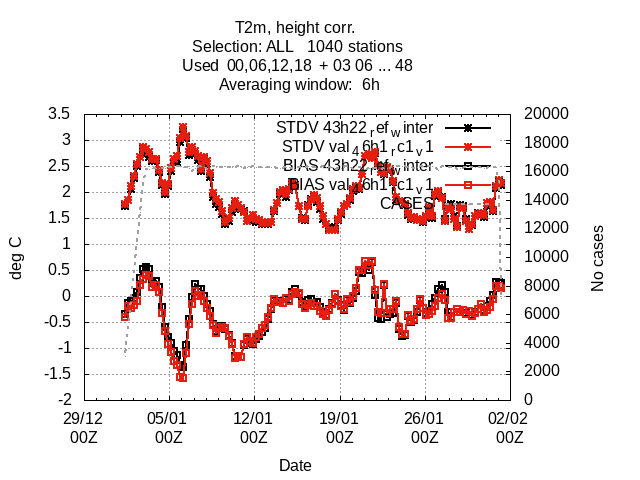 T2m, height corr.
Selection: ALL 1040 stations
Used 00,06,12,18 + 03 06 ... 48
Averaging window: 6h
STDV 43h22_ref_winter
STDV val_46h1_rc1_v1
BIAS 43h22_ref_winter
BIAS val_46h1_rc1_v1
CASES
3.5
3
2.5
2
1.5
1
0.5
0
-0.5
-1
-1.5
-2
deg C
20000
18000
16000
14000
12000
10000
8000
6000
4000
2000
0
No cases
29/12 05/01 12/01 19/01 26/01 02/02
00Z 00Z 00Z 00Z 00Z 00Z
Date